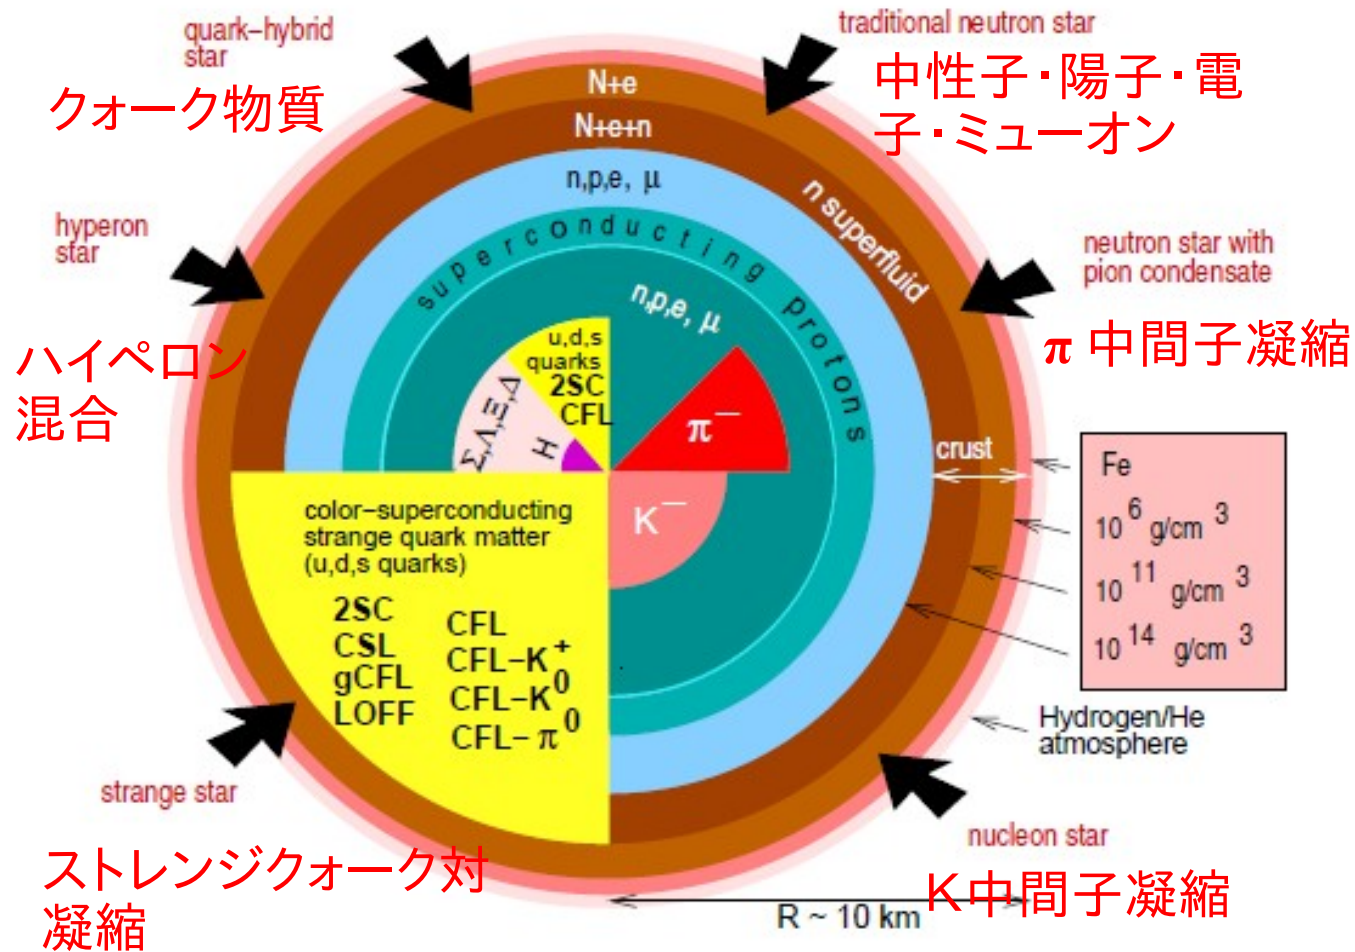 quark–hybrid
star
クォーク物質
traditional neutron star
中性子・陽子・電
子・ミューオン
N+e
N+e+n
n,p,e, μ
n superfluid
superconducting protons
n,p,e, μ
hyperon
star
ハイペロン
混合
neutron star with
pion condensate
π 中間子凝縮
u,d,s
quarks
2SC
CFL
Σ,Λ,Ξ,Δ
H
π⁻
K⁻
crust
Fe
10⁶ g/cm³
10¹¹ g/cm³
10¹⁴ g/cm³
Hydrogen/He
atmosphere
color–superconducting
strange quark matter
(u,d,s quarks)
2SC
CSL
gCFL
LOFF
CFL
CFL–K⁺
CFL–K⁰
CFL–π⁰
strange star
ストレンジクォーク対
凝縮
nucleon star
K中間子凝縮
R ~ 10 km